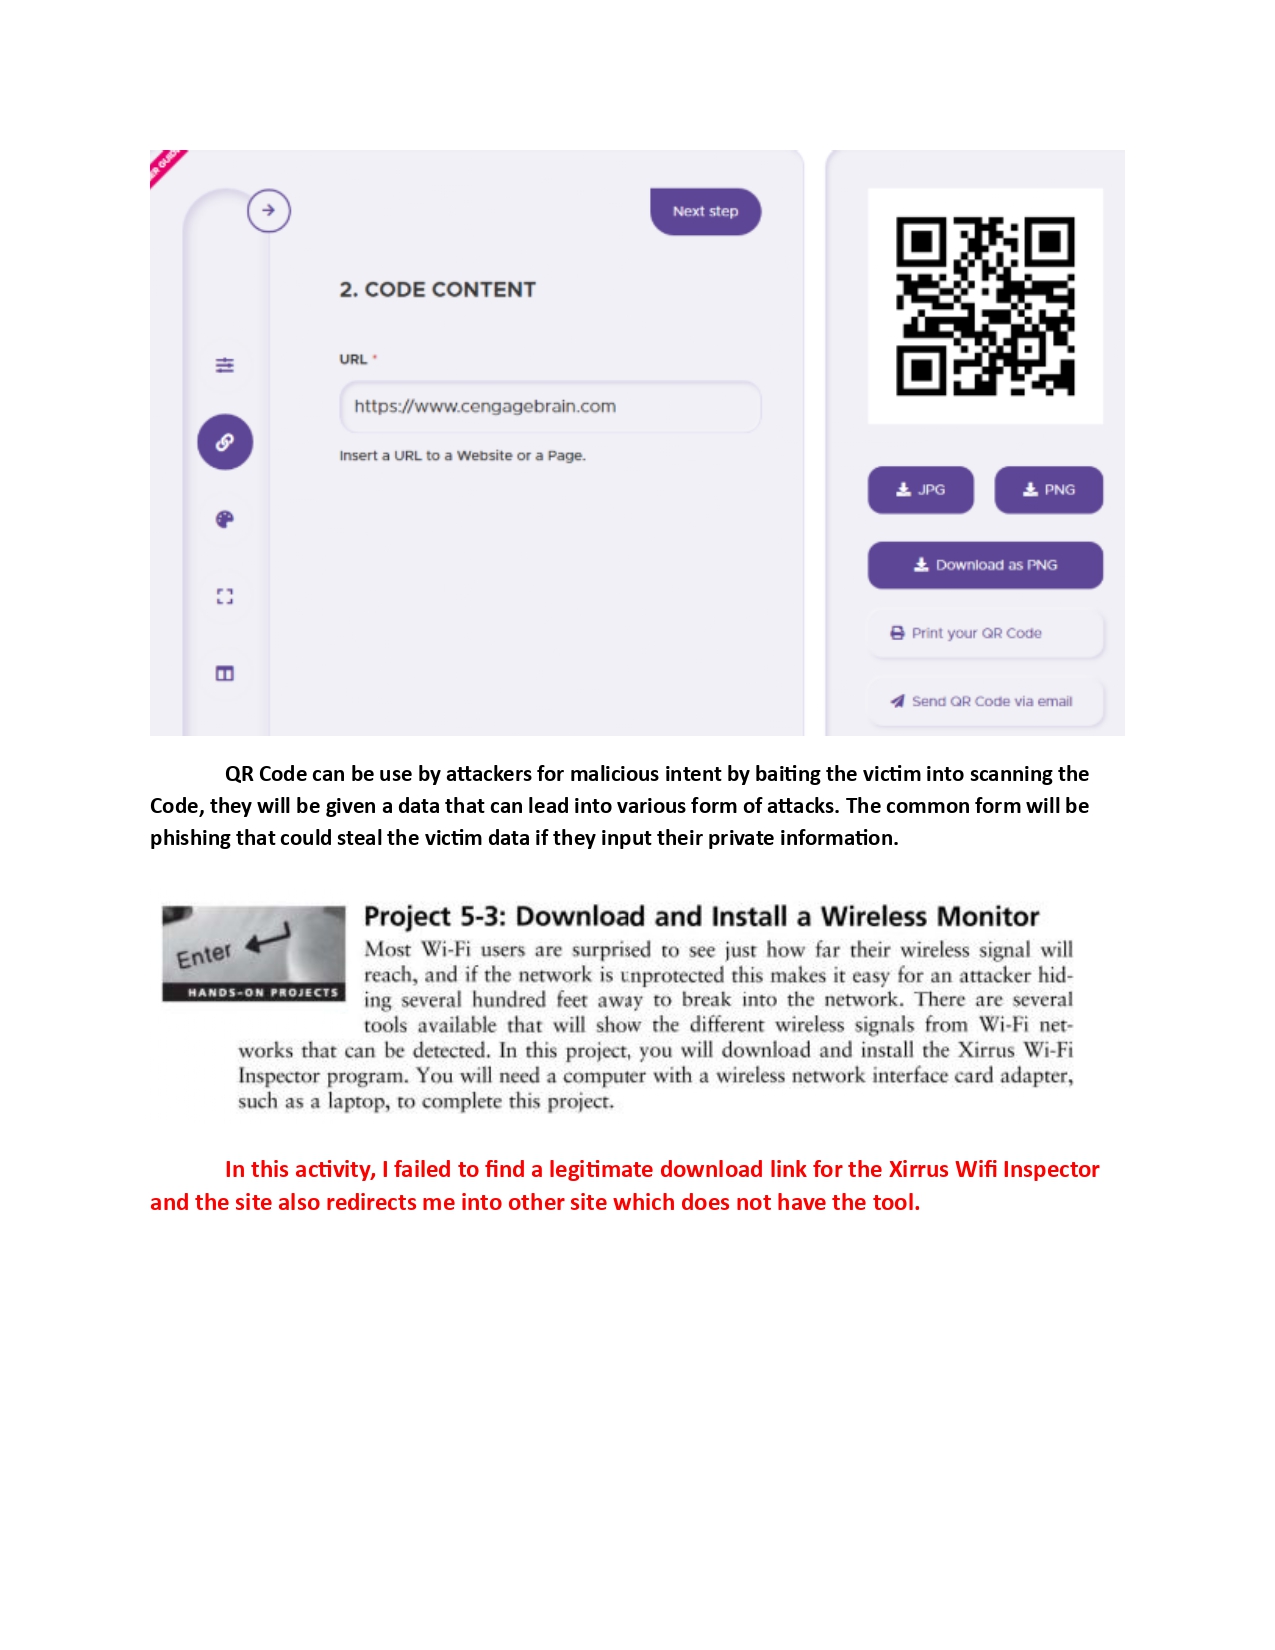 ER GUID
Next step
2. CODE CONTENT
URL *
https://www.cengagebrain.com
Insert a URL to a Website or a Page.
JPG
PNG
Download as PNG
Print your QR Code
Send QR Code via email
QR Code can be use by attackers for malicious intent by baiting the victim into scanning the
Code, they will be given a data that can lead into various form of attacks. The common form will be
phishing that could steal the victim data if they input their private information.
Enter
HANDS-ON PROJECTS
Project 5-3: Download and Install a Wireless Monitor
Most Wi-Fi users are surprised to see just how far their wireless signal will
reach, and if the network is unprotected this makes it easy for an attacker hid-
ing several hundred feet away to break into the network. There are several
tools available that will show the different wireless signals from Wi-Fi net-
works that can be detected. In this project, you will download and install the Xirrus Wi-Fi
Inspector program. You will need a computer with a wireless network interface card adapter,
such as a laptop, to complete this project.
In this activity, I failed to find a legitimate download link for the Xirrus Wifi Inspector
and the site also redirects me into other site which does not have the tool.